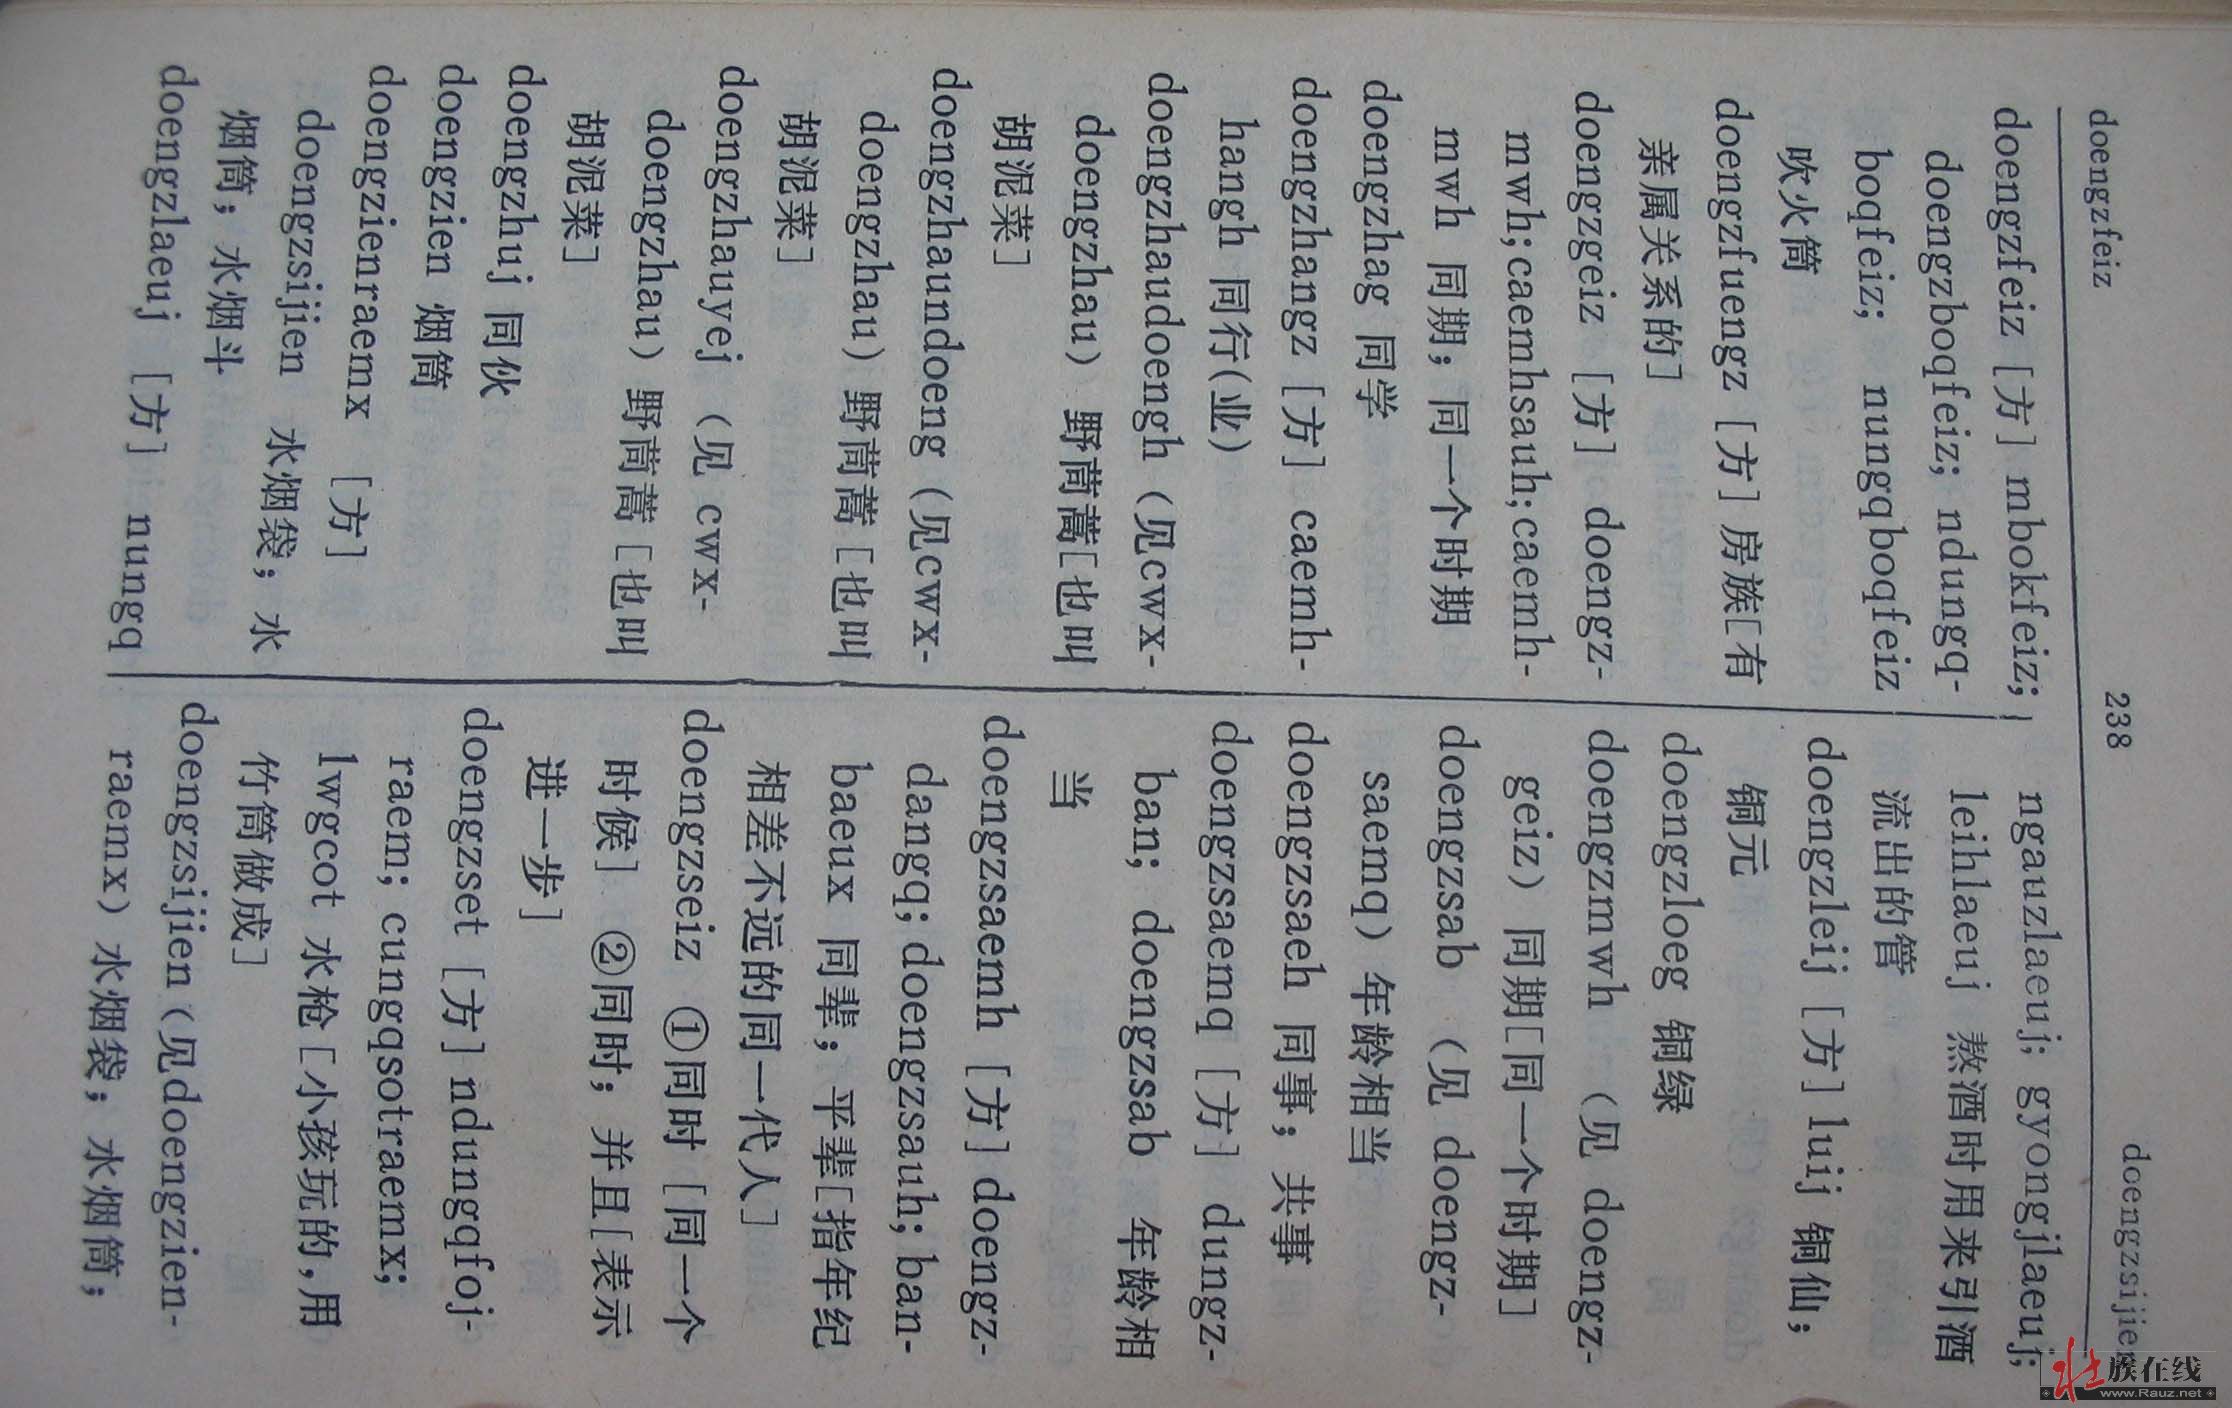 doengzfeiz
238
doengzsijien
doengzfeiz [方] mbokfeiz;
doengzboqfeiz; ndungq-
boqfeiz; nungqboqfeiz
吹火筒
doengzfuengz [方] 房族[有
亲属关系的]
doengzgeiz [方] doengz-
mwh; caemhsauh; caemh-
mwh 同期；同一个时期
doengzhag 同学
doengzhangz [方] caemh-
hangh 同行(业)
doengzhaudoengh (见cwx-
doengzhau) 野茼蒿[也叫
胡泥菜]
doengzhaundoeng (见cwx-
doengzhau) 野茼蒿[也叫
胡泥菜]
doengzhauyej (见 cwx-
doengzhau) 野茼蒿[也叫
胡泥菜]
doengzhuj 同伙
doengzien 烟筒
doengzienraemx [方]
doengzsijien 水烟袋；水
烟筒；水烟斗
doengzlaeuj [方] nungq
ngauzlaeuj; gyongjlaeuj;
leihlaeuj 熬酒时用来引酒
流出的管
doengzleij [方] luij 铜仙；
铜元
doengzloeg 铜绿
doengzmwh (见 doengz-
geiz) 同期[同一个时期]
doengzsab (见 doengz-
saemq) 年龄相当
doengzsaeh 同事；共事
doengzsaemq [方] dungz-
ban; doengzsab 年龄相
当
doengzsaemh [方] doengz-
dangq; doengzsauh; ban-
baeux 同辈；平辈[指年纪
相差不远的同一代人]
doengzseiz ①同时 [同一个
时候] ②同时；并且[表示
进一步]
doengzset [方] ndungqfoj-
raem; cungqsotraemx;
lwgcot 水枪[小孩玩的，用
竹筒做成]
doengzsijien (见doengzien-
raemx) 水烟袋；水烟筒；
壮族在线
www.Rauz.net